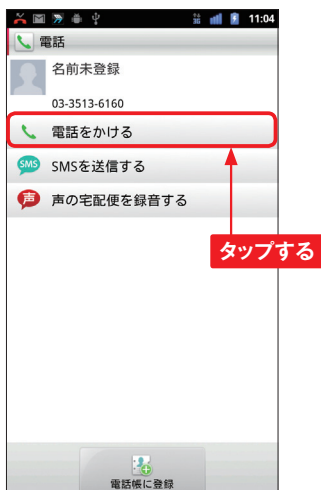 3G
11:04
電話
名前未登録
03-3513-6160
電話をかける
SMS
SMSを送信する
声
声の宅配便を録音する
タップする
電話帳に登録